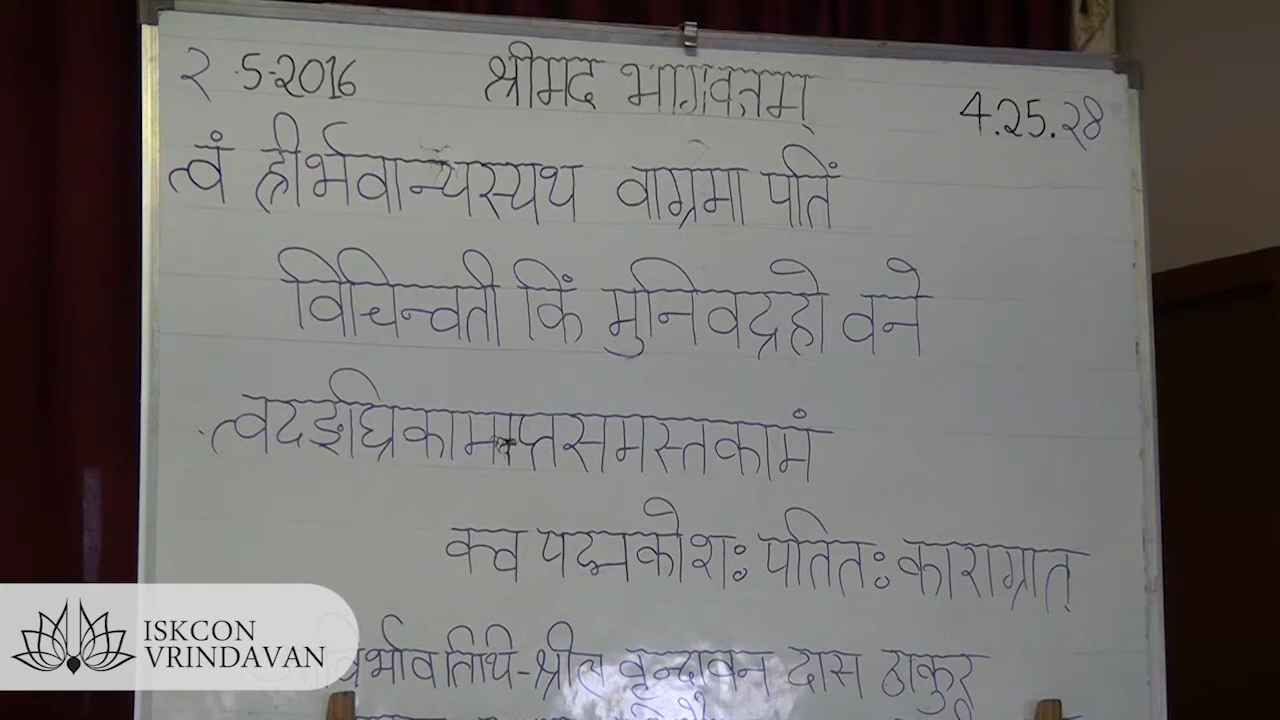 २ .5-2016 श्रीमद भागवतम् 4.25.२8
त्वं ह्रीर्भवान्यस्यथ वाग्रमा पतिं
विचिन्वती किं मुनिवद्रहो वने
त्वदङ्घ्रिकामाप्तसमस्तकामं
क्व पद्मकोशः पतितः कराग्रात्
आविर्भाव तिथि-श्रील वृन्दावन दास ठाकुर
ISKCON
VRINDAVAN